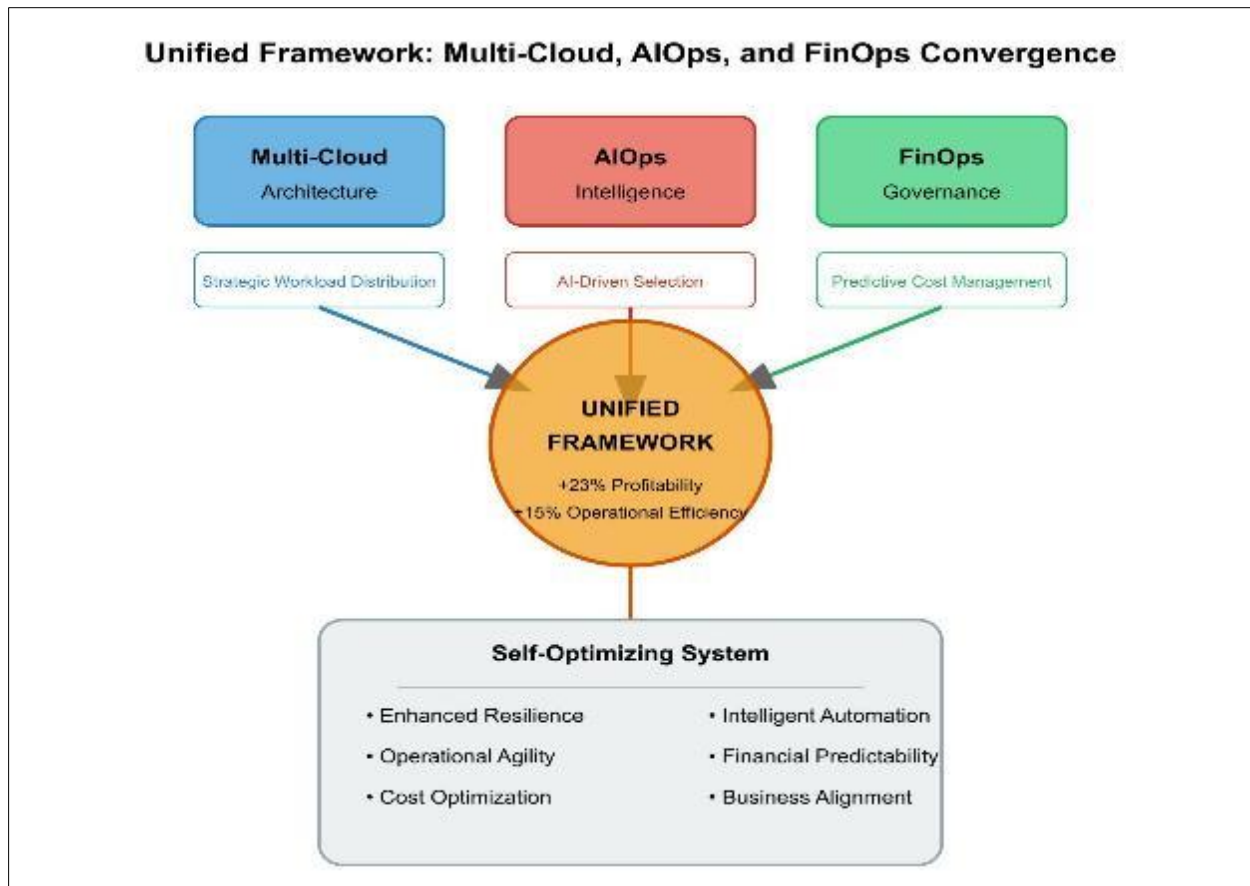 Unified Framework: Multi-Cloud, AIOps, and FinOps Convergence
Multi-Cloud
Architecture
AIOps
Intelligence
FinOps
Governance
Strategic Workload Distribution
AI-Driven Selection
Predictive Cost Management
UNIFIED
FRAMEWORK
+23% Profitability
+15% Operational Efficiency
Self-Optimizing System
• Enhanced Resilience
• Operational Agility
• Cost Optimization
• Intelligent Automation
• Financial Predictability
• Business Alignment